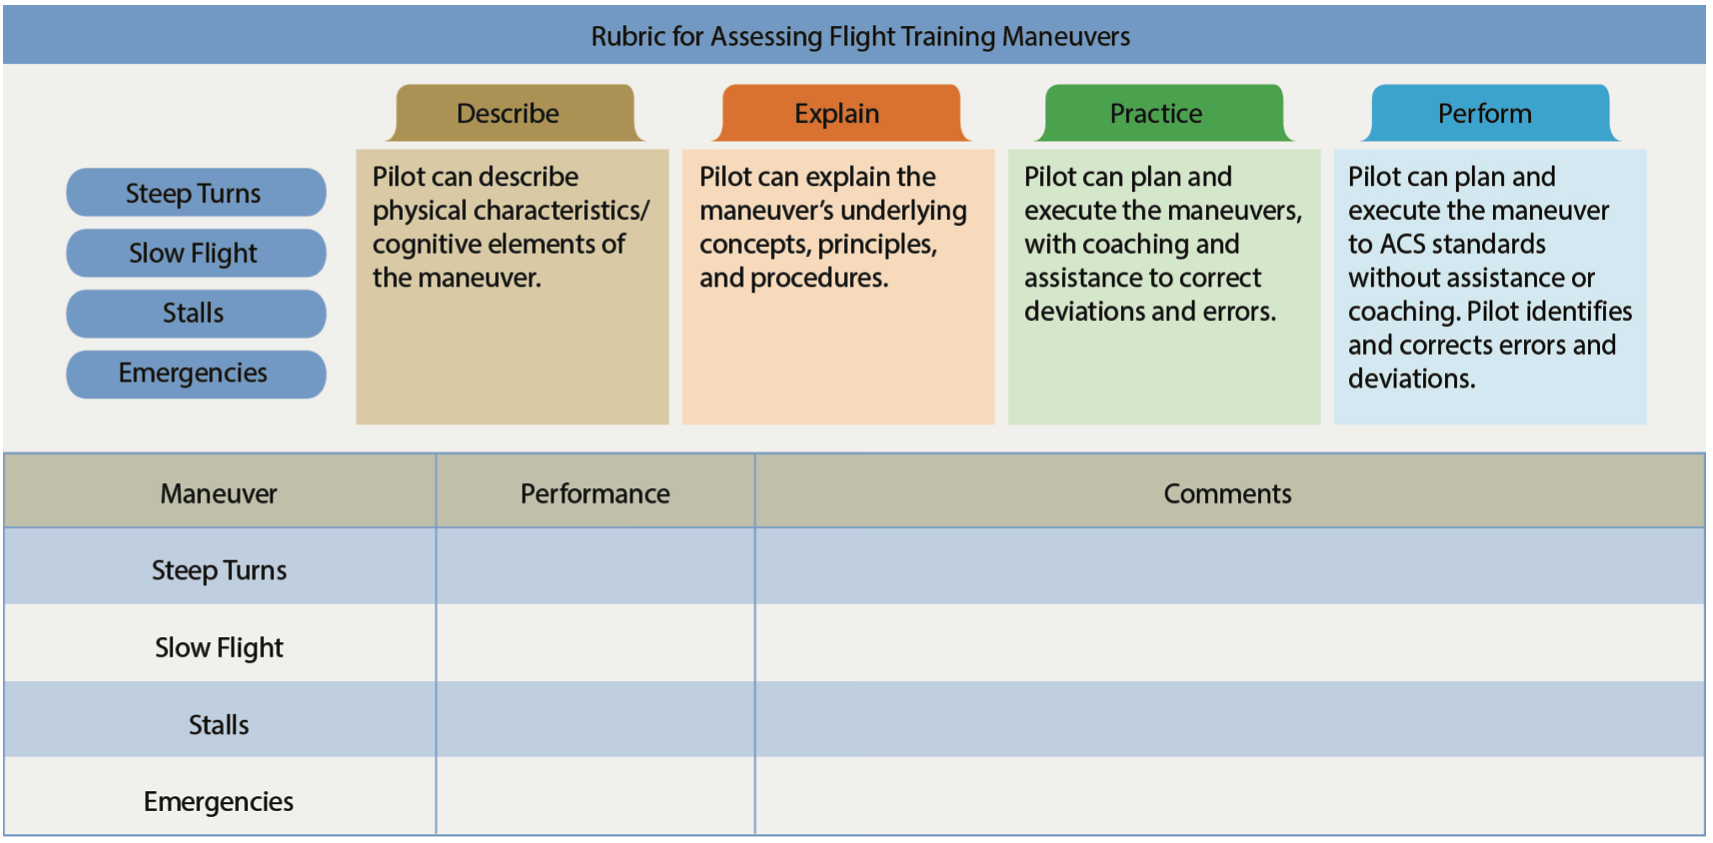 Rubric for Assessing Flight Training Maneuvers
Describe
Explain
Practice
Perform
Steep Turns
Slow Flight
Stalls
Emergencies
Pilot can describe
physical characteristics/
cognitive elements of
the maneuver.
Pilot can explain the
maneuver’s underlying
concepts, principles,
and procedures.
Pilot can plan and
execute the maneuvers,
with coaching and
assistance to correct
deviations and errors.
Pilot can plan and
execute the maneuver
to ACS standards
without assistance or
coaching. Pilot identifies
and corrects errors and
deviations.
Maneuver
Performance
Comments
Steep Turns
Slow Flight
Stalls
Emergencies